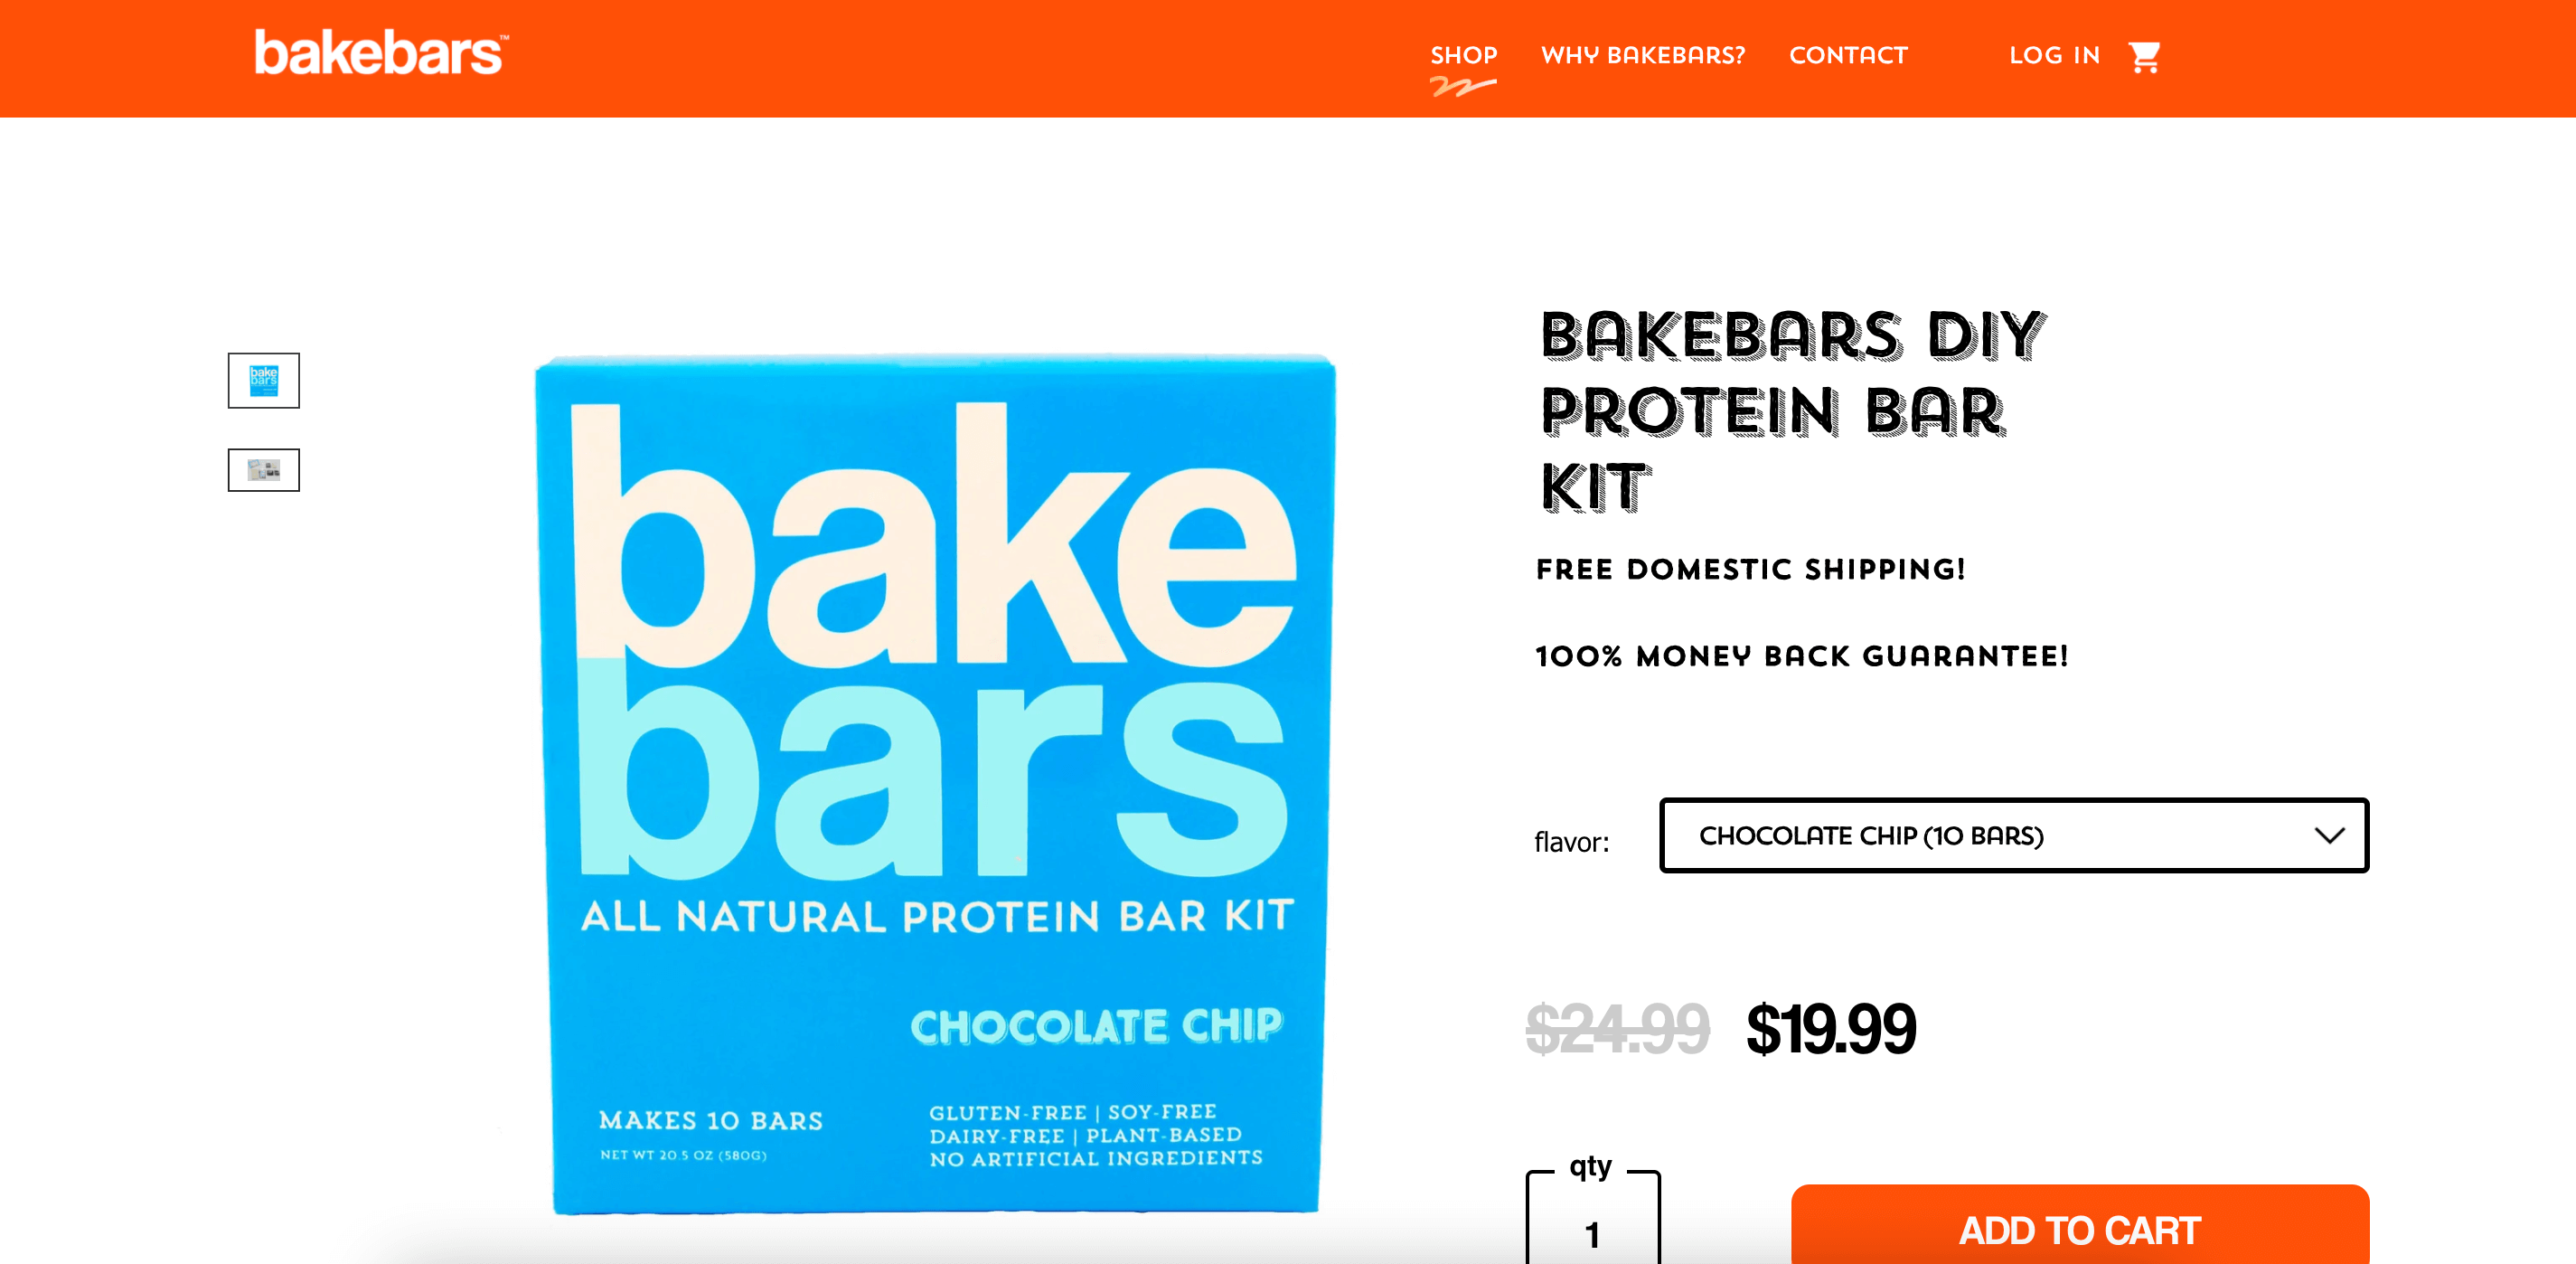 bakebars™
SHOP
WHY BAKEBARS?
CONTACT
LOG IN
bake
bars
bake
bars
ALL NATURAL PROTEIN BAR KIT
CHOCOLATE CHIP
MAKES 10 BARS
NET WT 20.5 OZ (580G)
GLUTEN-FREE | SOY-FREE
DAIRY-FREE | PLANT-BASED
NO ARTIFICIAL INGREDIENTS
BAKEBARS DIY
PROTEIN BAR
KIT
FREE DOMESTIC SHIPPING!
100% MONEY BACK GUARANTEE!
flavor:
CHOCOLATE CHIP (10 BARS)
$24.99 $19.99
qty
1
ADD TO CART